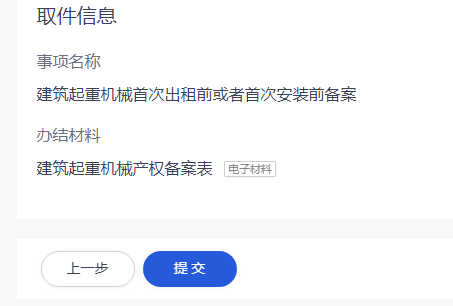 取件信息
事项名称
建筑起重机械首次出租前或者首次安装前备案
办结材料
建筑起重机械产权备案表 电子材料
上一步 提交